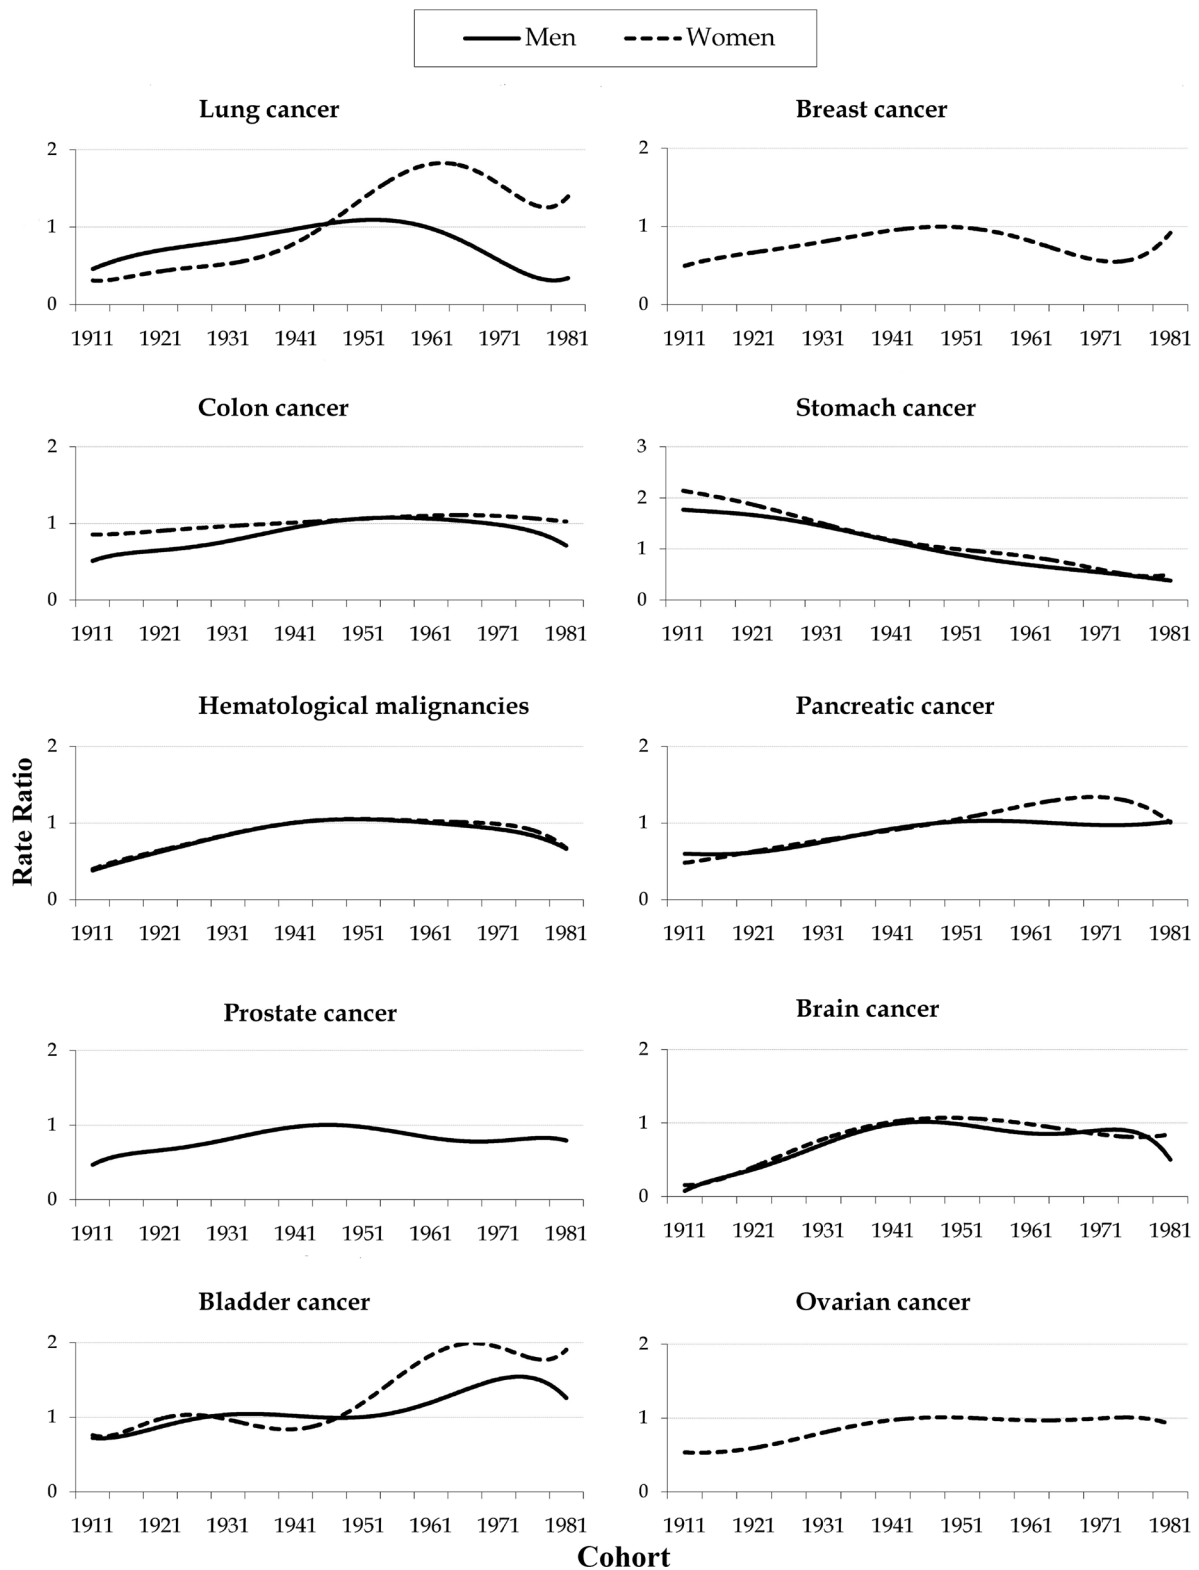 Men Women
Lung cancer
2
1
0
1911 1921 1931 1941 1951 1961 1971 1981
Breast cancer
2
1
0
1911 1921 1931 1941 1951 1961 1971 1981
Colon cancer
2
1
0
1911 1921 1931 1941 1951 1961 1971 1981
Stomach cancer
3
2
1
0
1911 1921 1931 1941 1951 1961 1971 1981
Rate Ratio
Hematological malignancies
2
1
0
1911 1921 1931 1941 1951 1961 1971 1981
Pancreatic cancer
2
1
0
1911 1921 1931 1941 1951 1961 1971 1981
Prostate cancer
2
1
0
1911 1921 1931 1941 1951 1961 1971 1981
Brain cancer
2
1
0
1911 1921 1931 1941 1951 1961 1971 1981
Bladder cancer
2
1
0
1911 1921 1931 1941 1951 1961 1971 1981
Ovarian cancer
2
1
0
1911 1921 1931 1941 1951 1961 1971 1981
Cohort